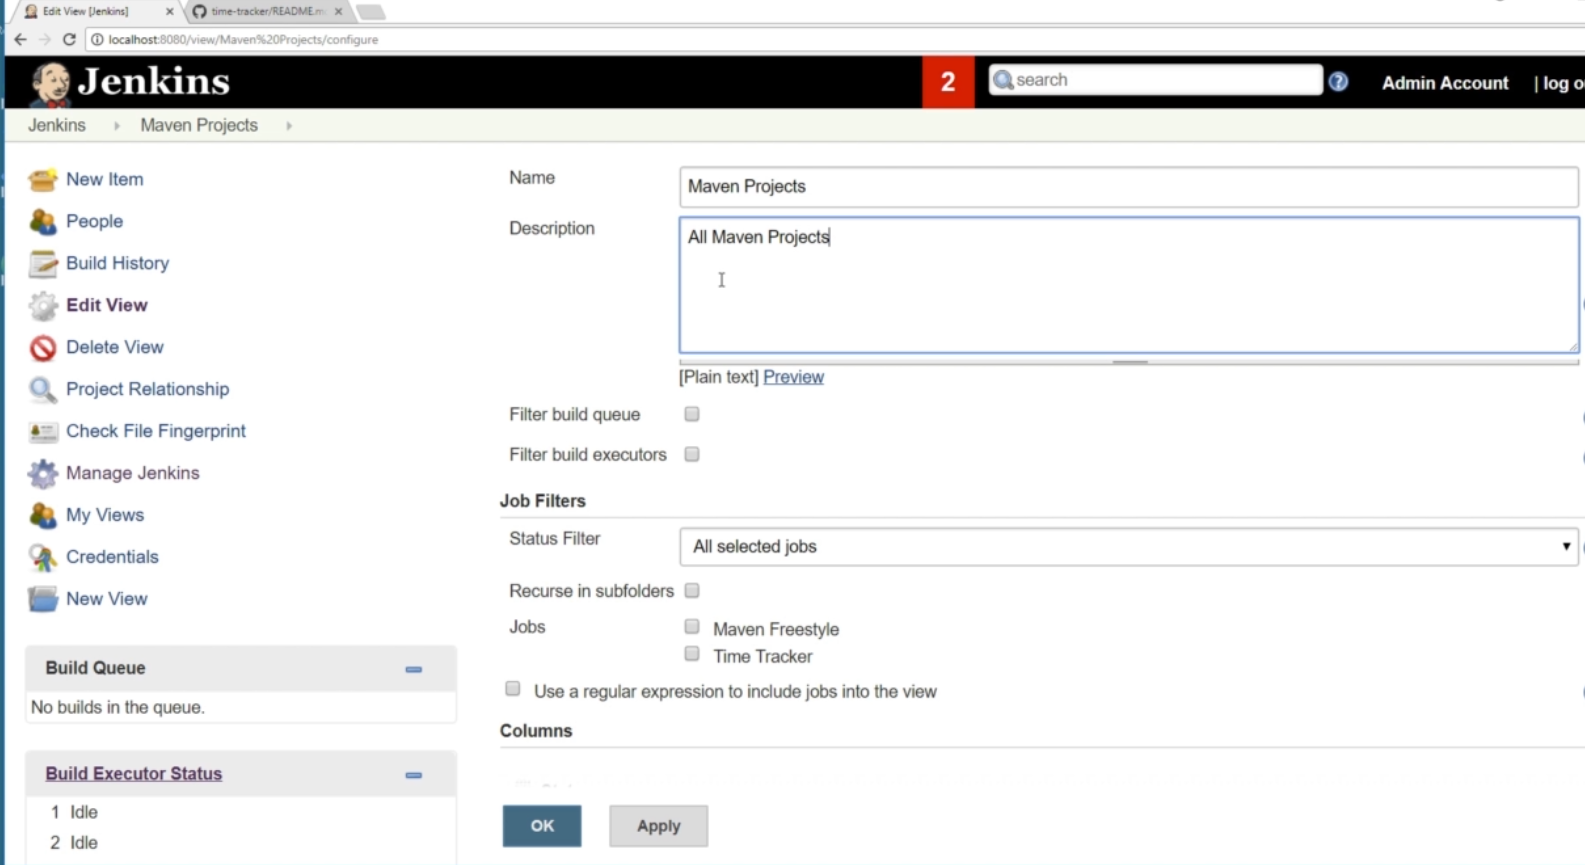 Edit View [Jenkins]
time-tracker/README.m
localhost:8080/view/Maven%20Projects/configure
Jenkins
2
search
Admin Account
| log o
Jenkins
Maven Projects
New Item
People
Build History
Edit View
Delete View
Project Relationship
Check File Fingerprint
Manage Jenkins
My Views
Credentials
New View
Build Queue
No builds in the queue.
Build Executor Status
1 Idle
2 Idle
Name
Maven Projects
Description
All Maven Projects
[Plain text] Preview
Filter build queue
Filter build executors
Job Filters
Status Filter
All selected jobs
Recurse in subfolders
Jobs
Maven Freestyle
Time Tracker
Use a regular expression to include jobs into the view
Columns
OK
Apply